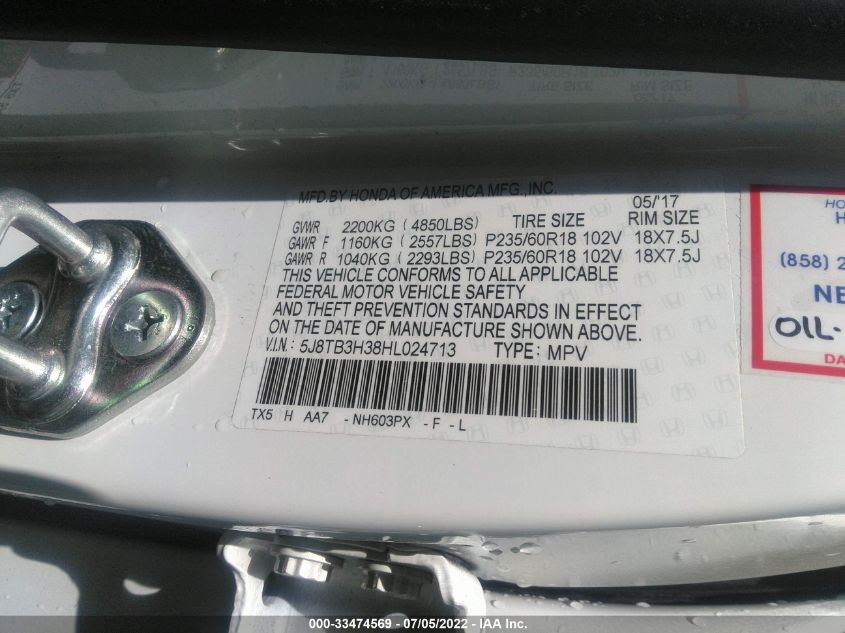 MFD.BY HONDA OF AMERICA MFG.,INC.
05/'17
GVWR 2200KG (4850LBS) TIRE SIZE RIM SIZE
GAWR F 1160KG (2557LBS) P235/60R18 102V 18X7.5J
GAWR R 1040KG (2293LBS) P235/60R18 102V 18X7.5J
THIS VEHICLE CONFORMS TO ALL APPLICABLE
FEDERAL MOTOR VEHICLE SAFETY
AND THEFT PREVENTION STANDARDS IN EFFECT
ON THE DATE OF MANUFACTURE SHOWN ABOVE.
V.I.N.: 5J8TB3H38HL024713 TYPE: MPV
TX5 H AA7 -NH603PX -F -L
HO
H
(858) 2
NE
OIL-
DA
000-33474569 - 07/05/2022 - IAA Inc.